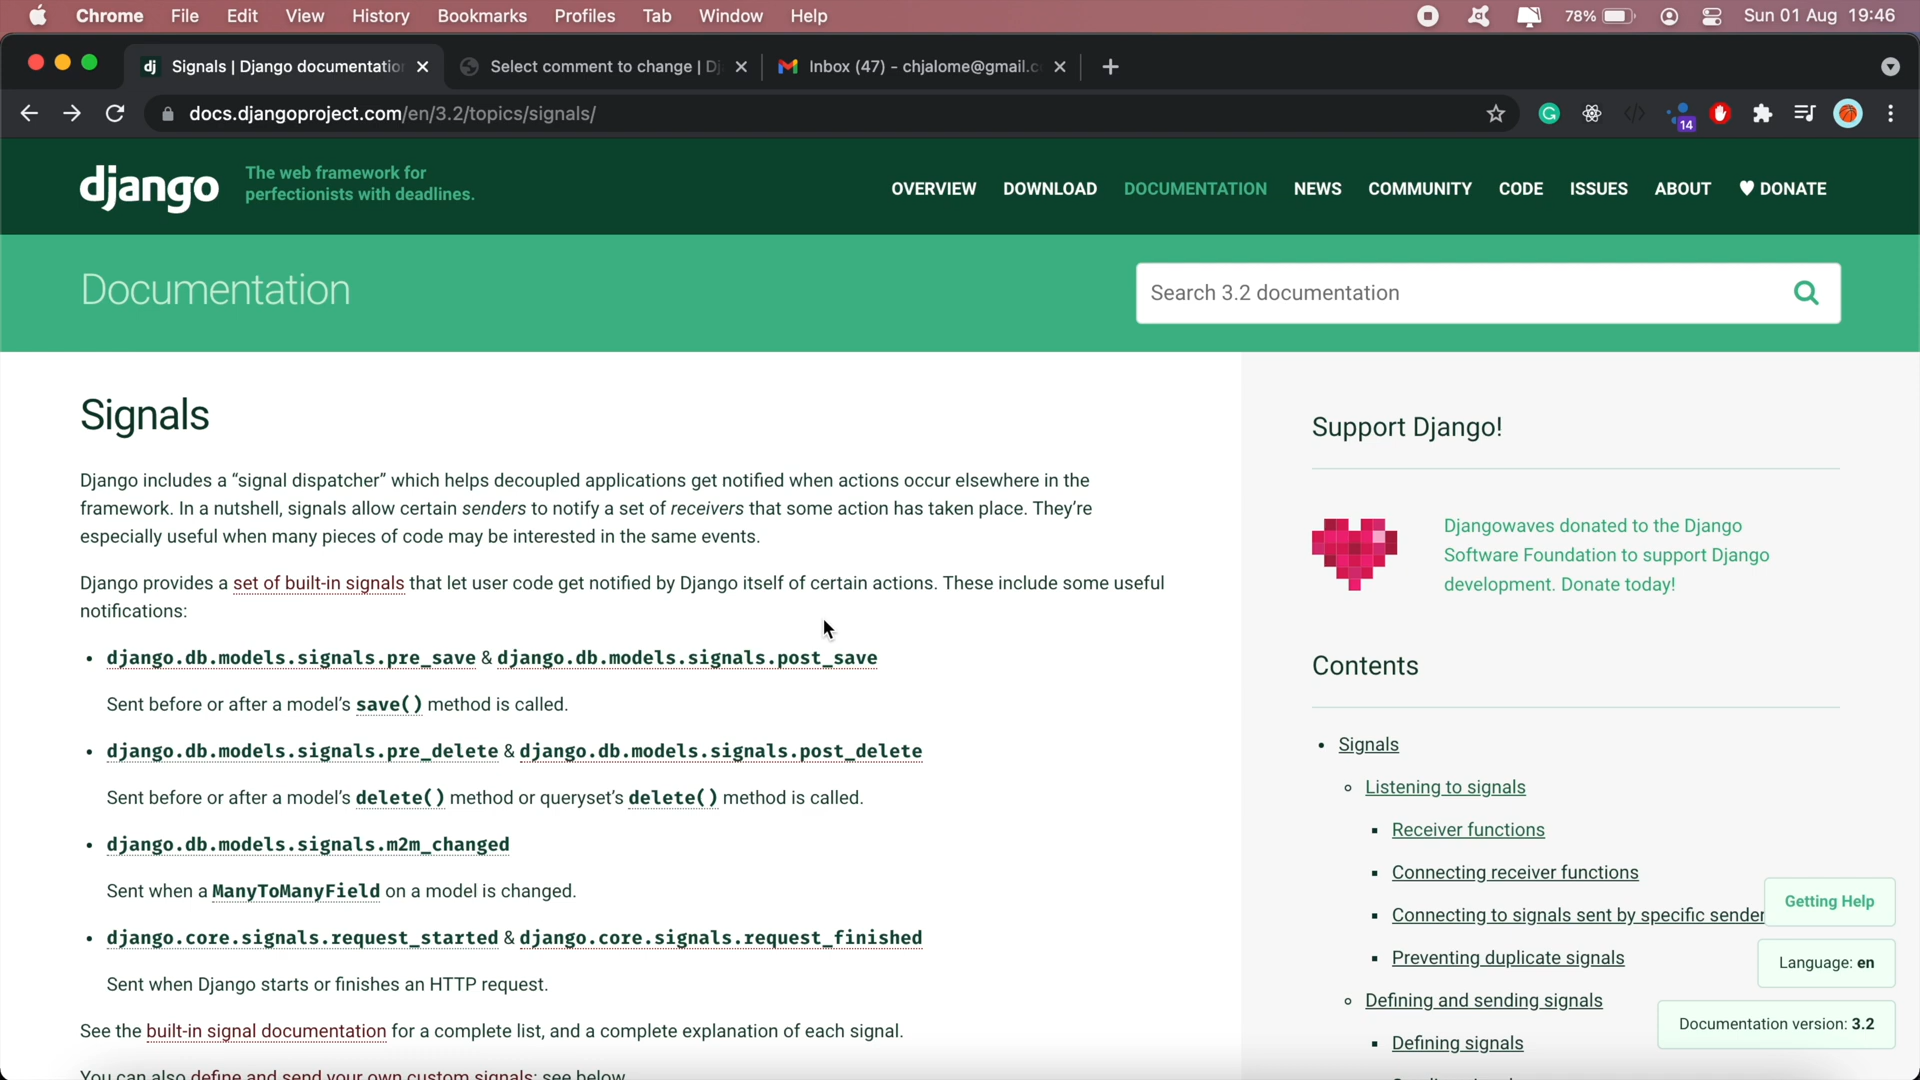 Chrome File Edit View History Bookmarks Profiles Tab Window Help 78% Sun 01 Aug 19:46
dj Signals | Django documentatio Select comment to change | Dj Inbox (47) - chjalome@gmail.c
docs.djangoproject.com/en/3.2/topics/signals/ 14
django The web framework for
perfectionists with deadlines.
OVERVIEW DOWNLOAD DOCUMENTATION NEWS COMMUNITY CODE ISSUES ABOUT DONATE
Documentation
Search 3.2 documentation
Signals
Django includes a “signal dispatcher” which helps decoupled applications get notified when actions occur elsewhere in the
framework. In a nutshell, signals allow certain senders to notify a set of receivers that some action has taken place. They’re
especially useful when many pieces of code may be interested in the same events.
Django provides a set of built-in signals that let user code get notified by Django itself of certain actions. These include some useful
notifications:
• django.db.models.signals.pre_save & django.db.models.signals.post_save
Sent before or after a model’s save() method is called.
• django.db.models.signals.pre_delete & django.db.models.signals.post_delete
Sent before or after a model’s delete() method or queryset’s delete() method is called.
• django.db.models.signals.m2m_changed
Sent when a ManyToManyField on a model is changed.
• django.core.signals.request_started & django.core.signals.request_finished
Sent when Django starts or finishes an HTTP request.
See the built-in signal documentation for a complete list, and a complete explanation of each signal.
You can also define and send your own custom signals; see below.
Support Django!
Djangowaves donated to the Django
Software Foundation to support Django
development. Donate today!
Contents
Signals
Listening to signals
Receiver functions
Connecting receiver functions
Connecting to signals sent by specific sender
Preventing duplicate signals
Defining and sending signals
Defining signals
Getting Help
Language: en
Documentation version: 3.2